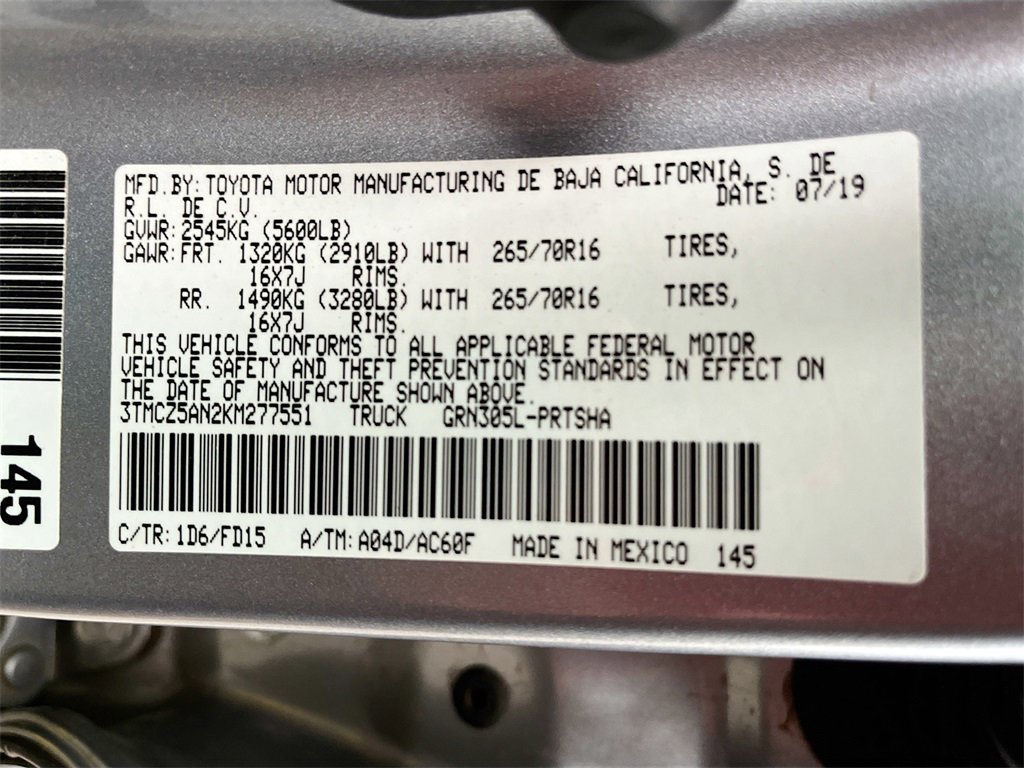 MFD.BY: TOYOTA MOTOR MANUFACTURING DE BAJA CALIFORNIA, S. DE
R.L. DE C.V. DATE: 07/19
GVWR: 2545KG (5600LB)
GAWR: FRT. 1320KG (2910LB) WITH 265/70R16 TIRES,
16X7J RIMS.
RR. 1490KG (3280LB) WITH 265/70R16 TIRES,
16X7J RIMS.
THIS VEHICLE CONFORMS TO ALL APPLICABLE FEDERAL MOTOR
VEHICLE SAFETY AND THEFT PREVENTION STANDARDS IN EFFECT ON
THE DATE OF MANUFACTURE SHOWN ABOVE.
3TMCZ5AN2KM277551 TRUCK GRN305L-PRTSHA
C/TR: 1D6/FD15 A/TM: A04D/AC60F MADE IN MEXICO 145
145